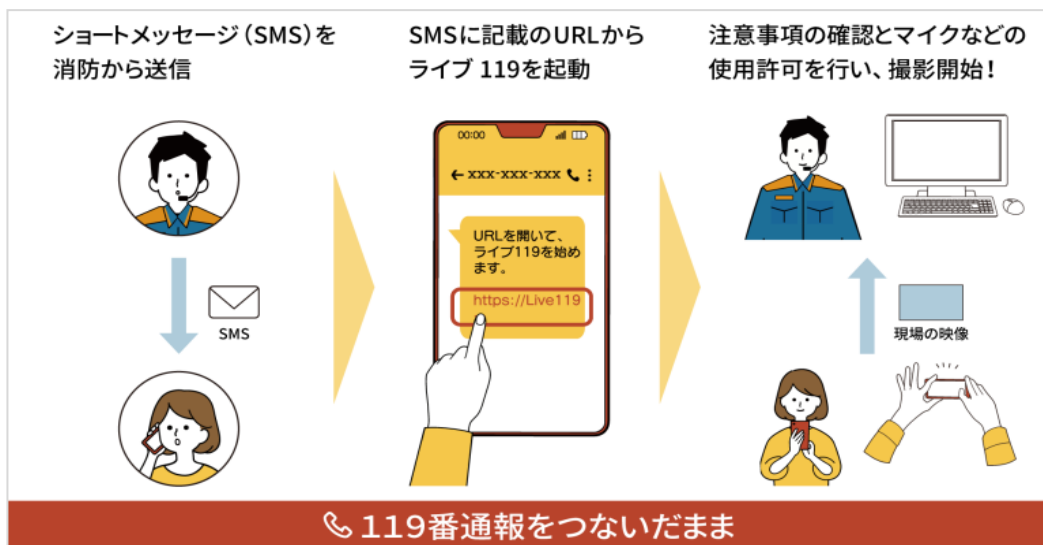 ショートメッセージ（SMS）を
消防から送信
SMSに記載のURLから
ライブ 119を起動
注意事項の確認とマイクなどの
使用許可を行い、撮影開始！
00:00
xxx-xxx-xxx
URLを開いて、
ライブ119を始め
ます。
https://Live119
SMS
現場の映像
119番通報をつないだまま